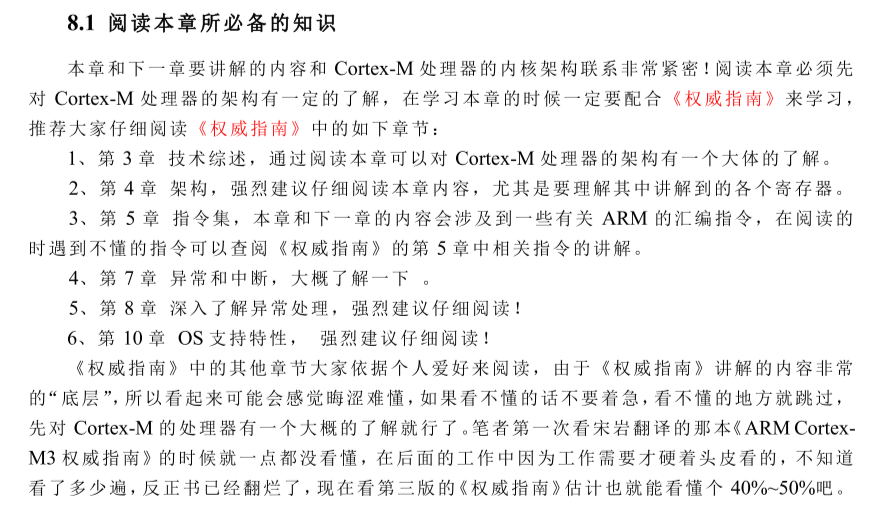 8.1 阅读本章所必备的知识
本章和下一章要讲解的内容和 Cortex-M 处理器的内核架构联系非常紧密！阅读本章必须先
对 Cortex-M 处理器的架构有一定的了解，在学习本章的时候一定要配合《权威指南》来学习，
推荐大家仔细阅读《权威指南》中的如下章节：
1、第 3 章 技术综述，通过阅读本章可以对 Cortex-M 处理器的架构有一个大体的了解。
2、第 4 章 架构，强烈建议仔细阅读本章内容，尤其是要理解其中讲解到的各个寄存器。
3、第 5 章 指令集，本章和下一章的内容会涉及到一些有关 ARM 的汇编指令，在阅读的
时遇到不懂的指令可以查阅《权威指南》的第 5 章中相关指令的讲解。
4、第 7 章 异常和中断，大概了解一下 。
5、第 8 章 深入了解异常处理，强烈建议仔细阅读！
6、第 10 章 OS 支持特性， 强烈建议仔细阅读！
《权威指南》中的其他章节大家依据个人爱好来阅读，由于《权威指南》讲解的内容非常
的“底层”，所以看起来可能会感觉晦涩难懂，如果看不懂的话不要着急，看不懂的地方就跳过，
先对 Cortex-M 的处理器有一个大概的了解就行了。笔者第一次看宋岩翻译的那本《ARM Cortex-
M3 权威指南》的时候就一点都没看懂，在后面的工作中因为工作需要才硬着头皮看的，不知道
看了多少遍，反正书已经翻烂了，现在看第三版的《权威指南》估计也就能看懂个 40%~50%吧。